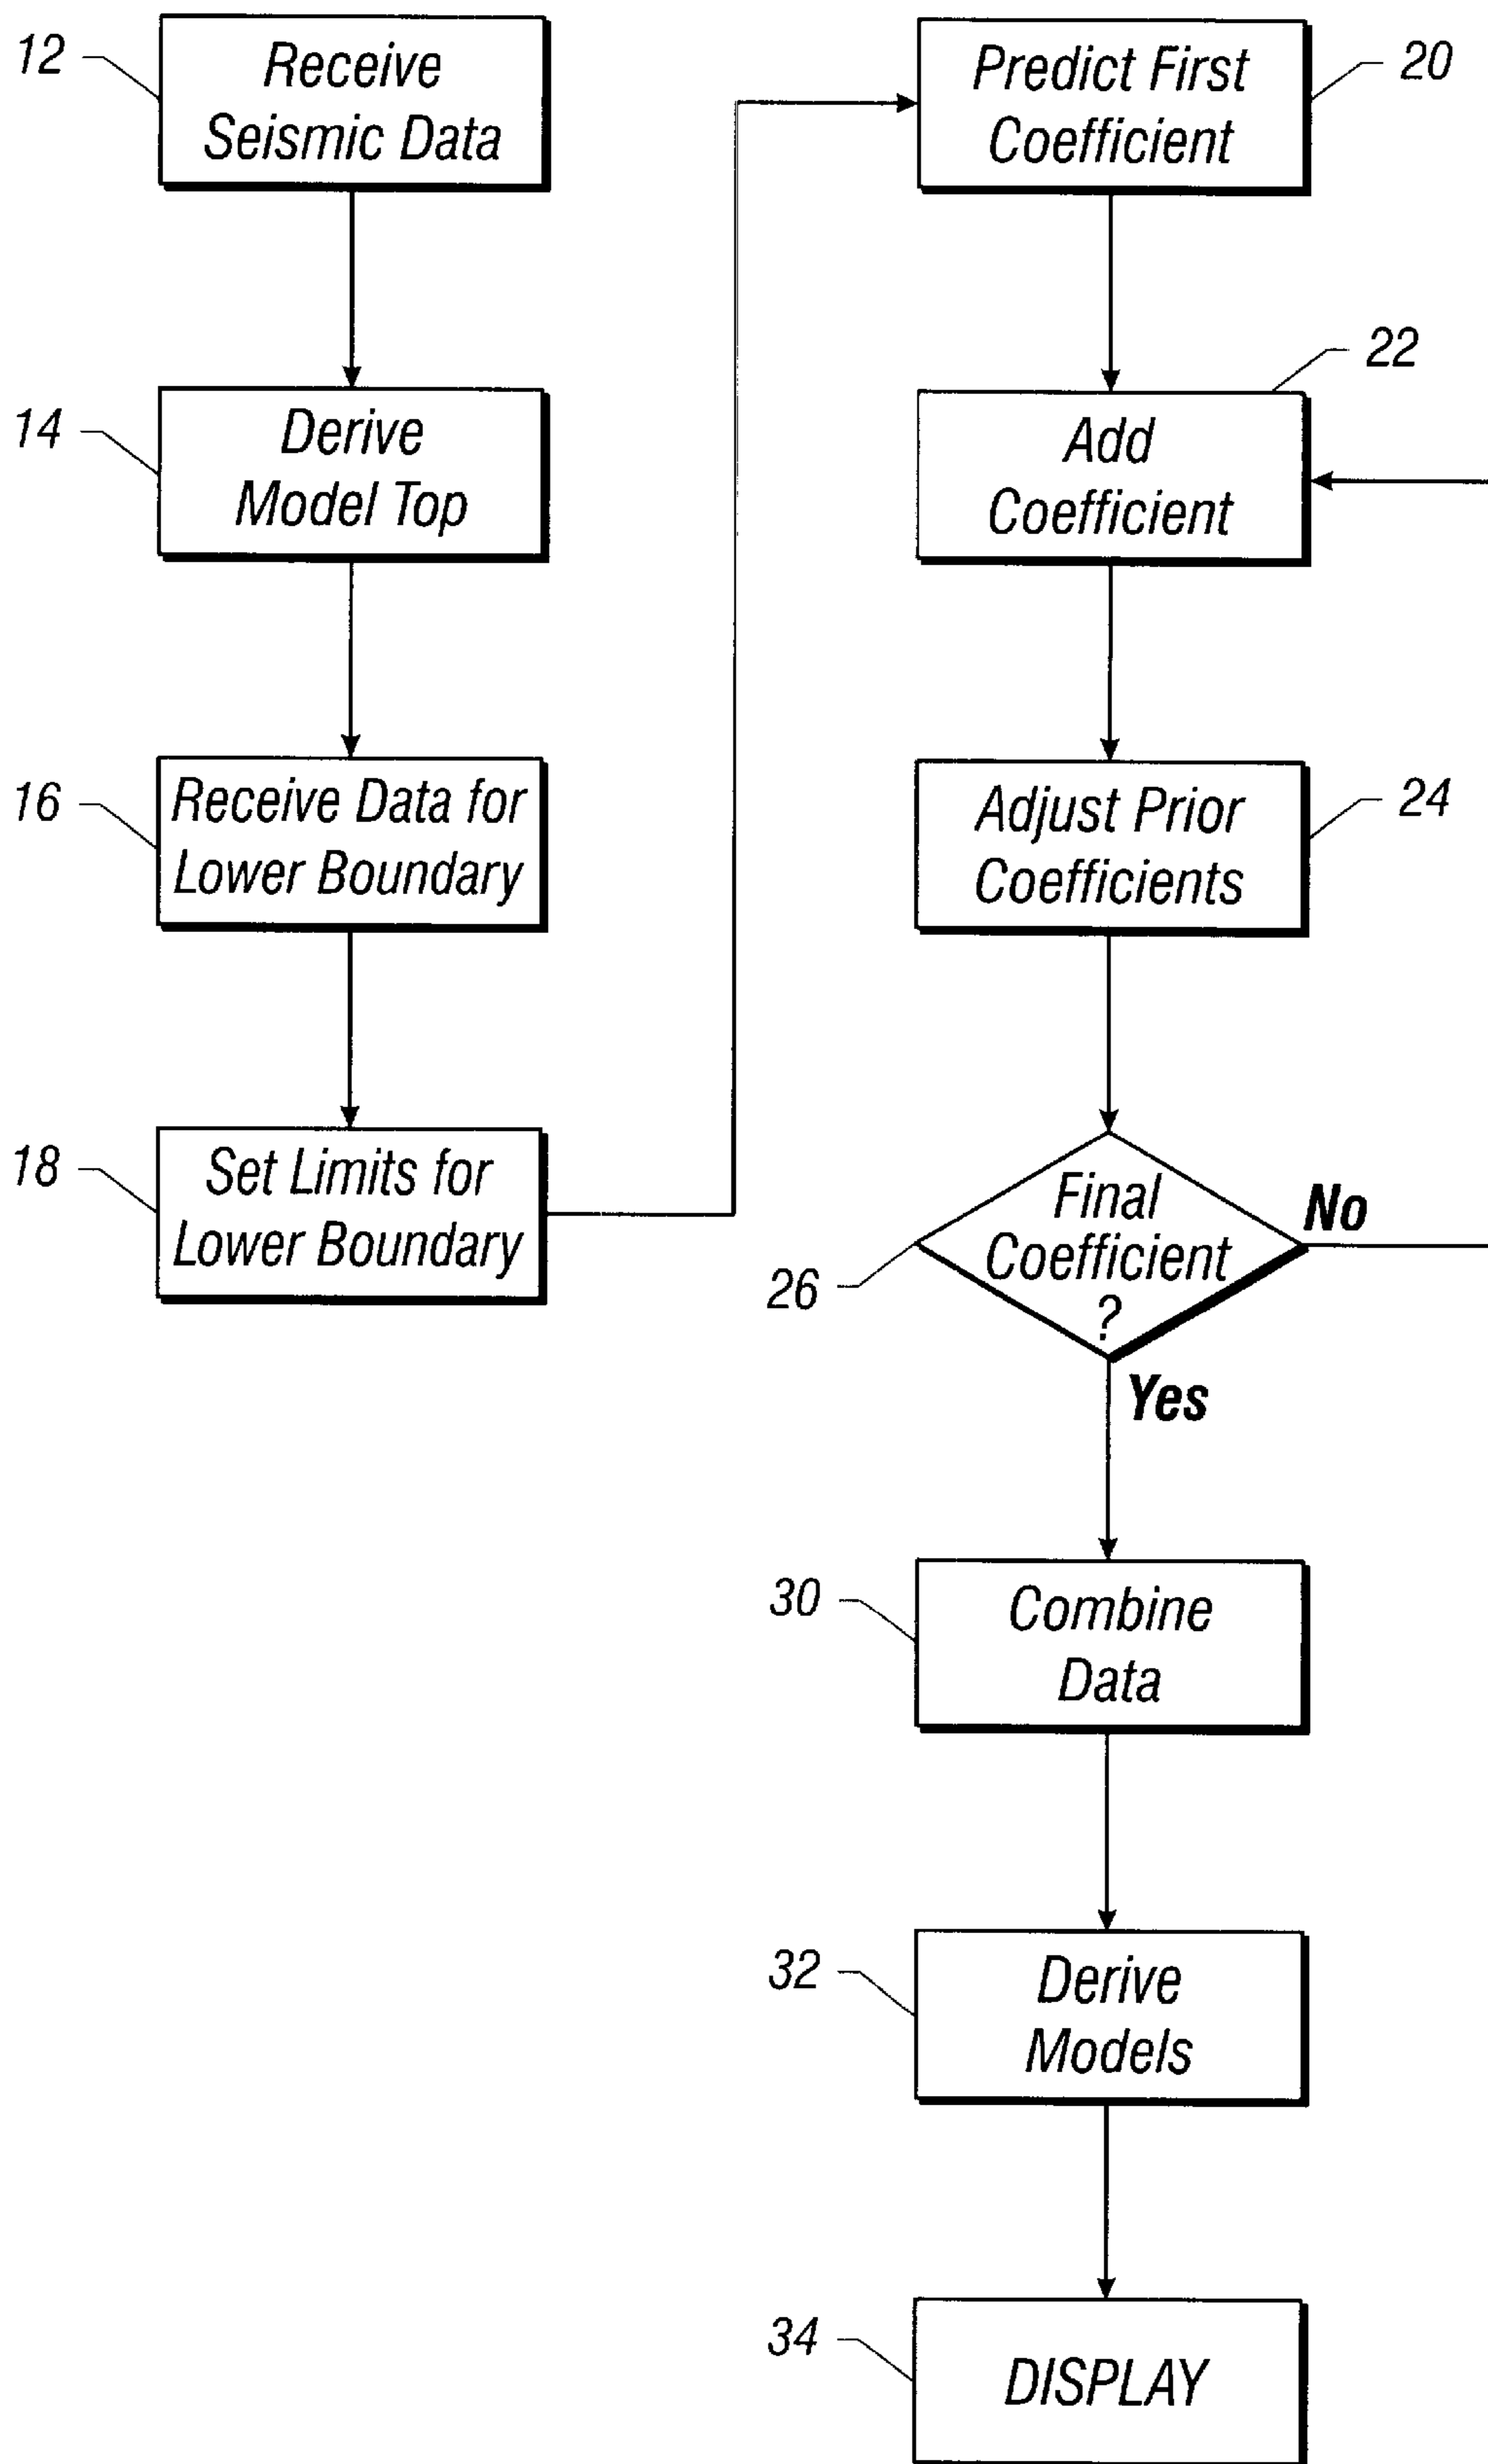 12
Receive
Seismic Data
14
Derive
Model Top
16
Receive Data for
Lower Boundary
18
Set Limits for
Lower Boundary
Predict First
Coefficient
20
22
Add
Coefficient
Adjust Prior
Coefficients
24
Final
Coefficient
?
No
26
Yes
30
Combine
Data
32
Derive
Models
34
DISPLAY